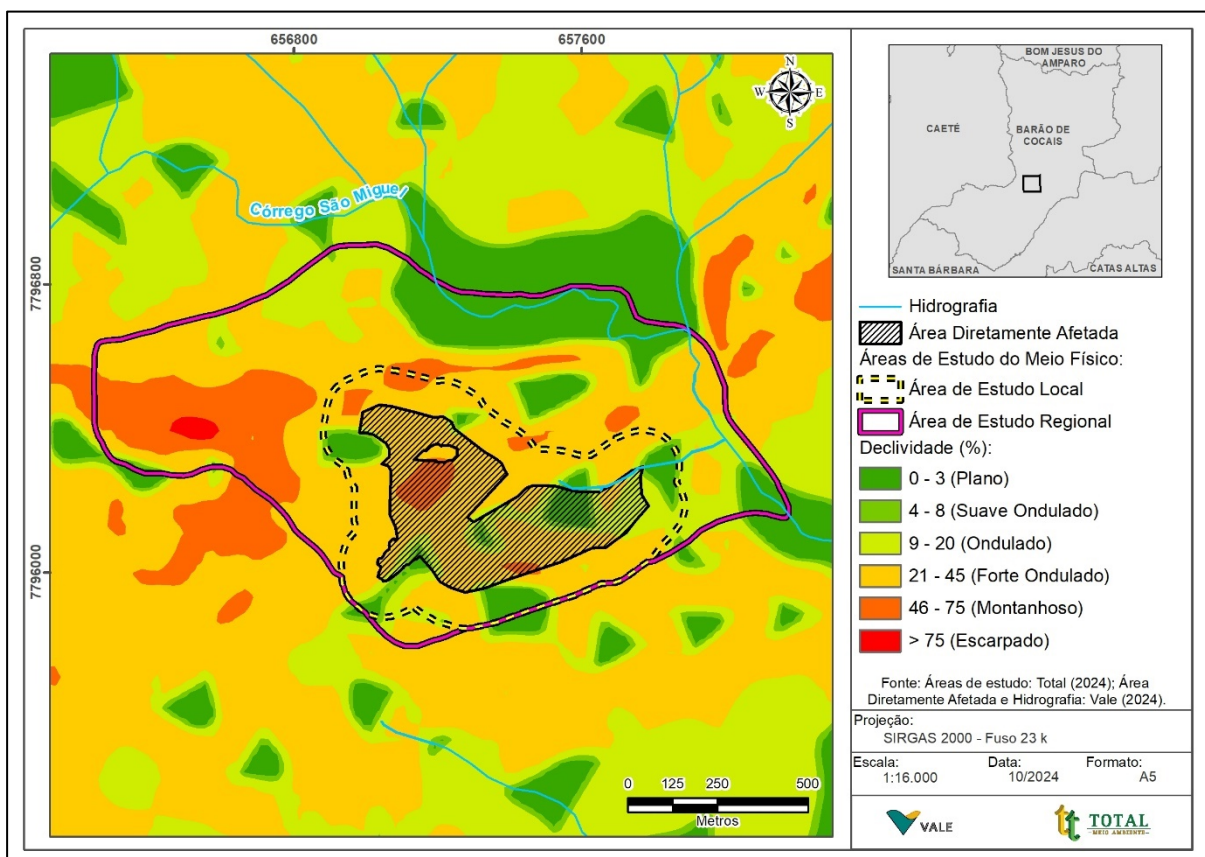 656800
657600
7796800
7796000
N
W
E
S
Córrego São Miguel
0 125 250 500
Metros
BOM JESUS DO
AMPARO
CAETÉ
BARÃO DE
COCAIS
SANTA BÁRBARA
CATAS ALTAS
Hidrografia
Área Diretamente Afetada
Áreas de Estudo do Meio Físico:
Área de Estudo Local
Área de Estudo Regional
Declividade (%):
0 - 3 (Plano)
4 - 8 (Suave Ondulado)
9 - 20 (Ondulado)
21 - 45 (Forte Ondulado)
46 - 75 (Montanhoso)
> 75 (Escarpado)
Fonte: Áreas de estudo: Total (2024); Área
Diretamente Afetada e Hidrografia: Vale (2024).
Projeção:
SIRGAS 2000 - Fuso 23 k
Escala: Data: Formato:
1:16.000 10/2024 A5
VALE
TOTAL
MEIO AMBIENTE